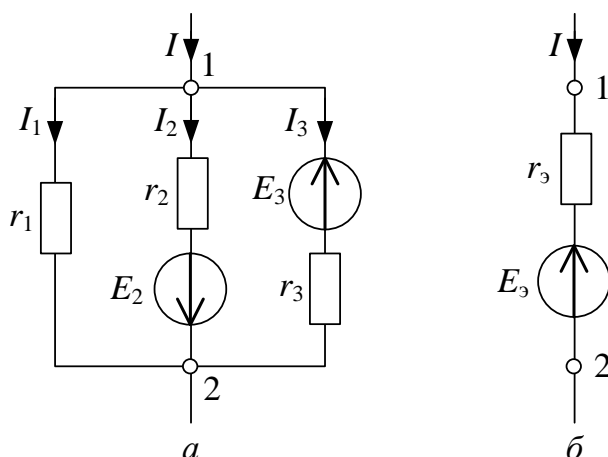 I I
1 1
I₁ I₂ I₃
r₂ rэ
r₁ E₃
E₂ r₃ Eэ
2 2
а б